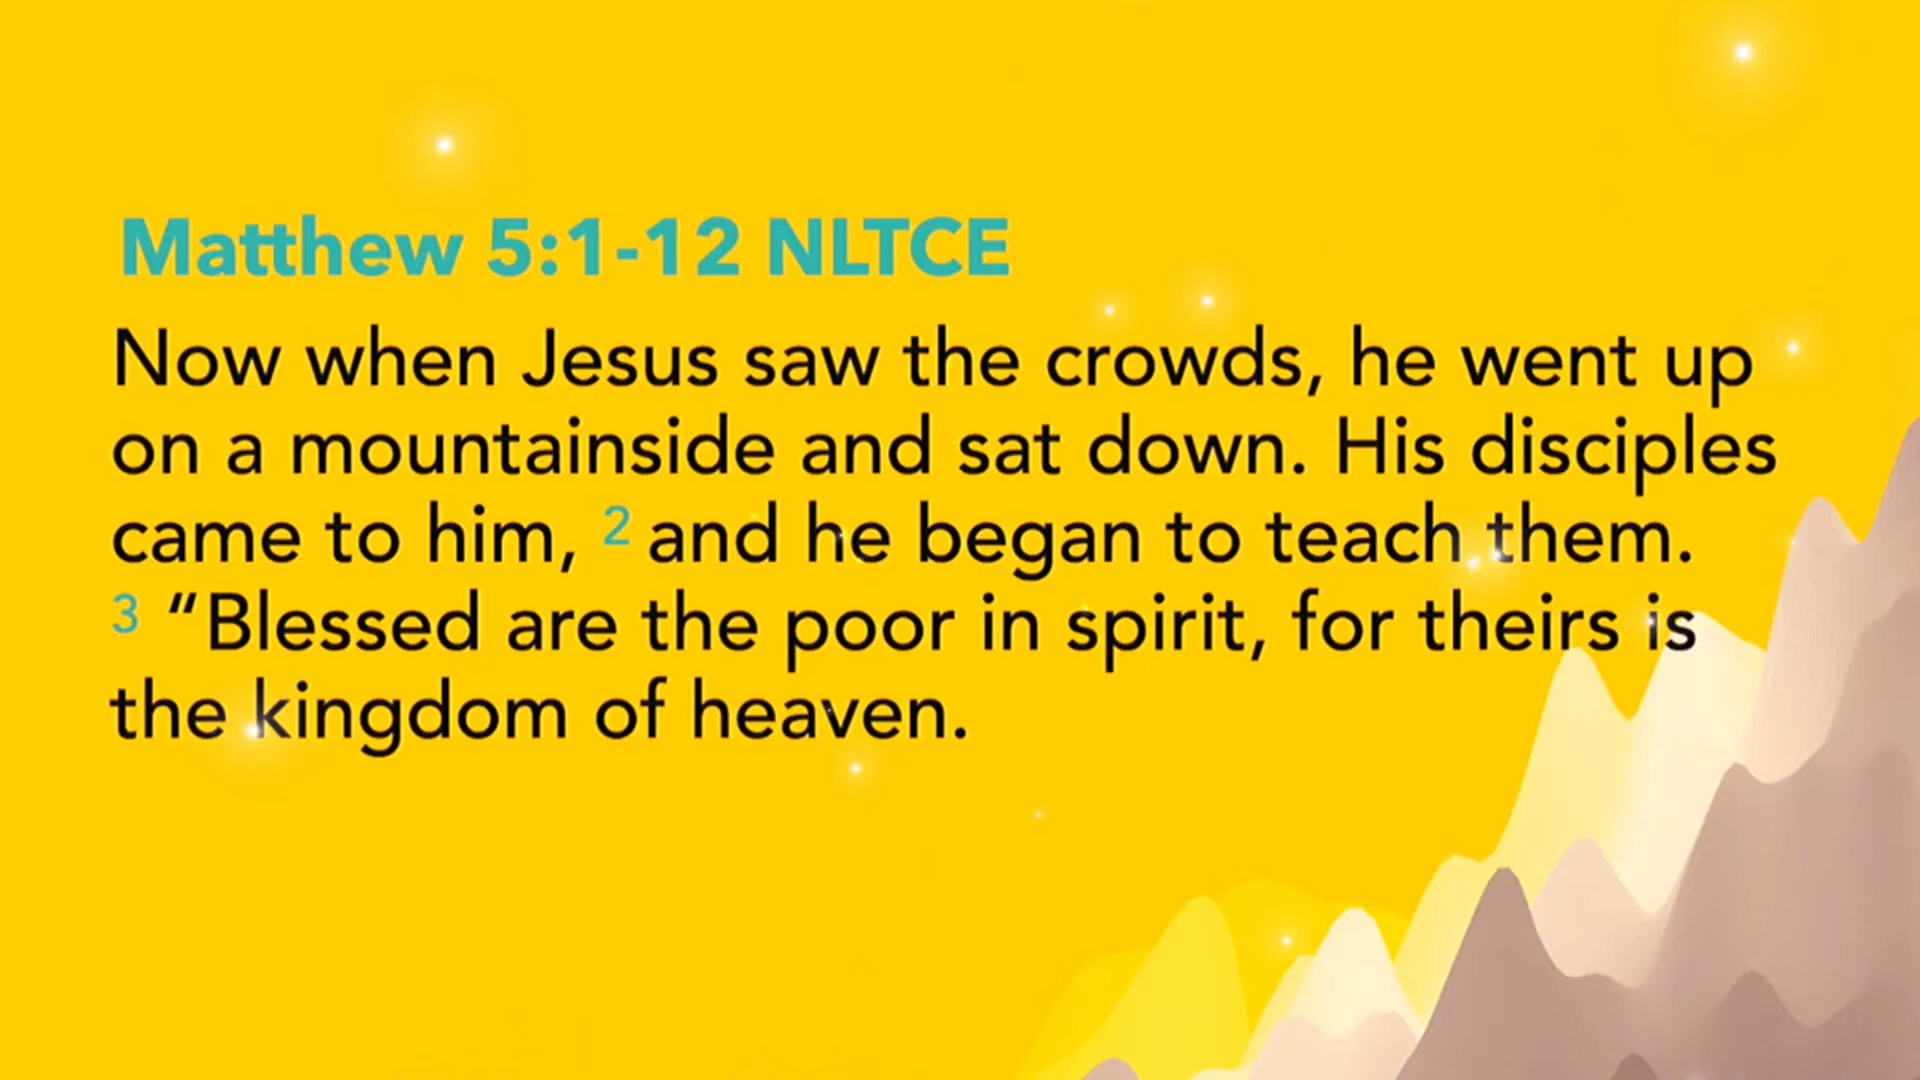 Matthew 5:1-12 NLTCE
Now when Jesus saw the crowds, he went up
on a mountainside and sat down. His disciples
came to him, 2 and he began to teach them.
3 “Blessed are the poor in spirit, for theirs is
the kingdom of heaven.